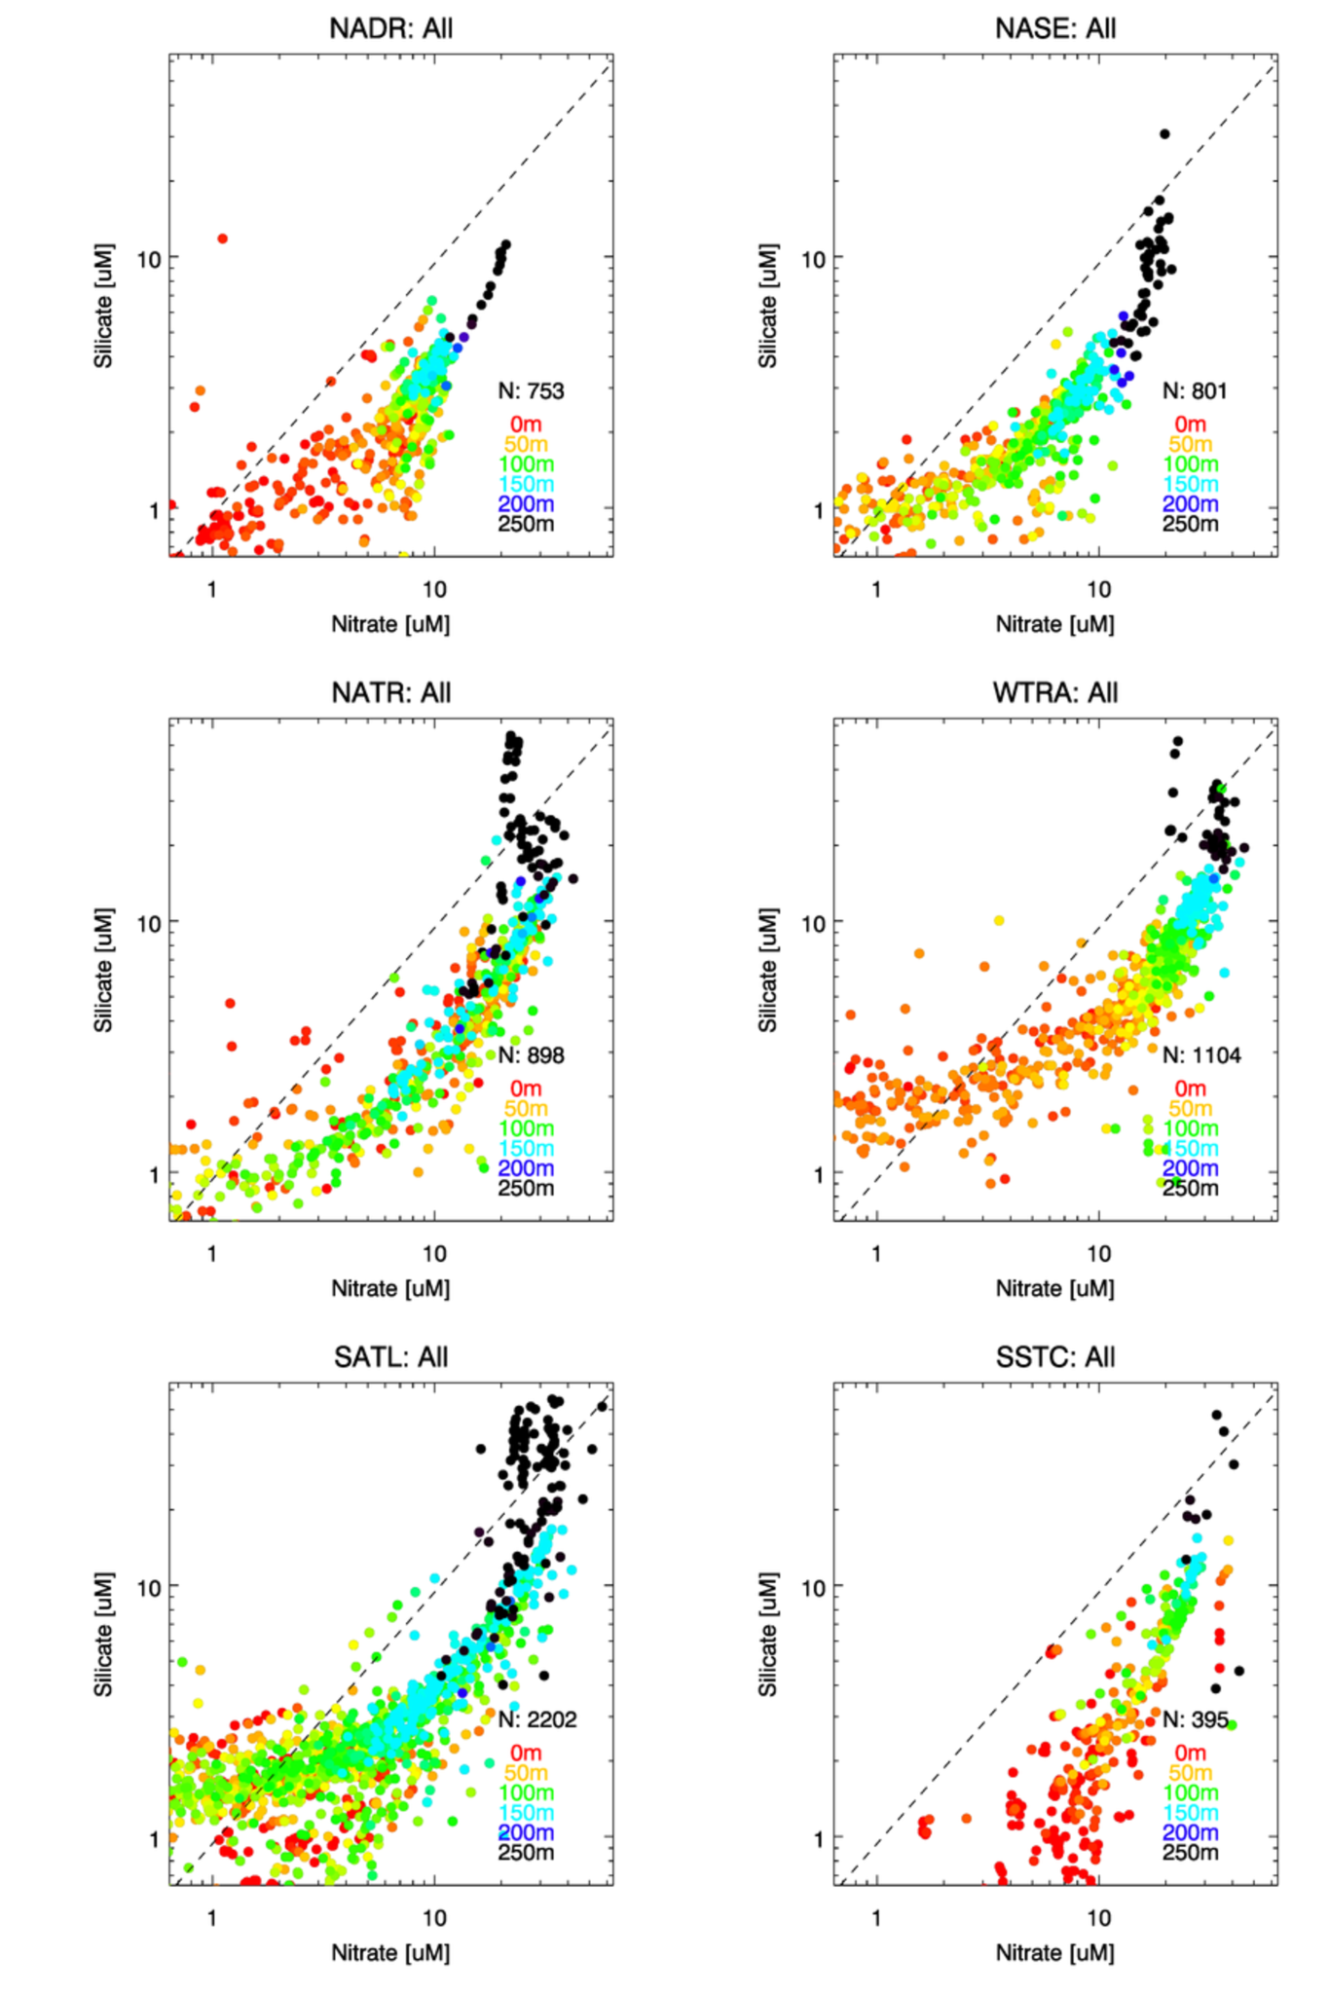 NADR: All
Silicate [uM]
10
1
N: 753
0m
50m
100m
150m
200m
250m
1
10
Nitrate [uM]
NASE: All
Silicate [uM]
10
1
N: 801
0m
50m
100m
150m
200m
250m
1
10
Nitrate [uM]
NATR: All
Silicate [uM]
10
1
N: 898
0m
50m
100m
150m
200m
250m
1
10
Nitrate [uM]
WTRA: All
Silicate [uM]
10
1
N: 1104
0m
50m
100m
150m
200m
250m
1
10
Nitrate [uM]
SATL: All
Silicate [uM]
10
1
N: 2202
0m
50m
100m
150m
200m
250m
1
10
Nitrate [uM]
SSTC: All
Silicate [uM]
10
1
N: 395
0m
50m
100m
150m
200m
250m
1
10
Nitrate [uM]